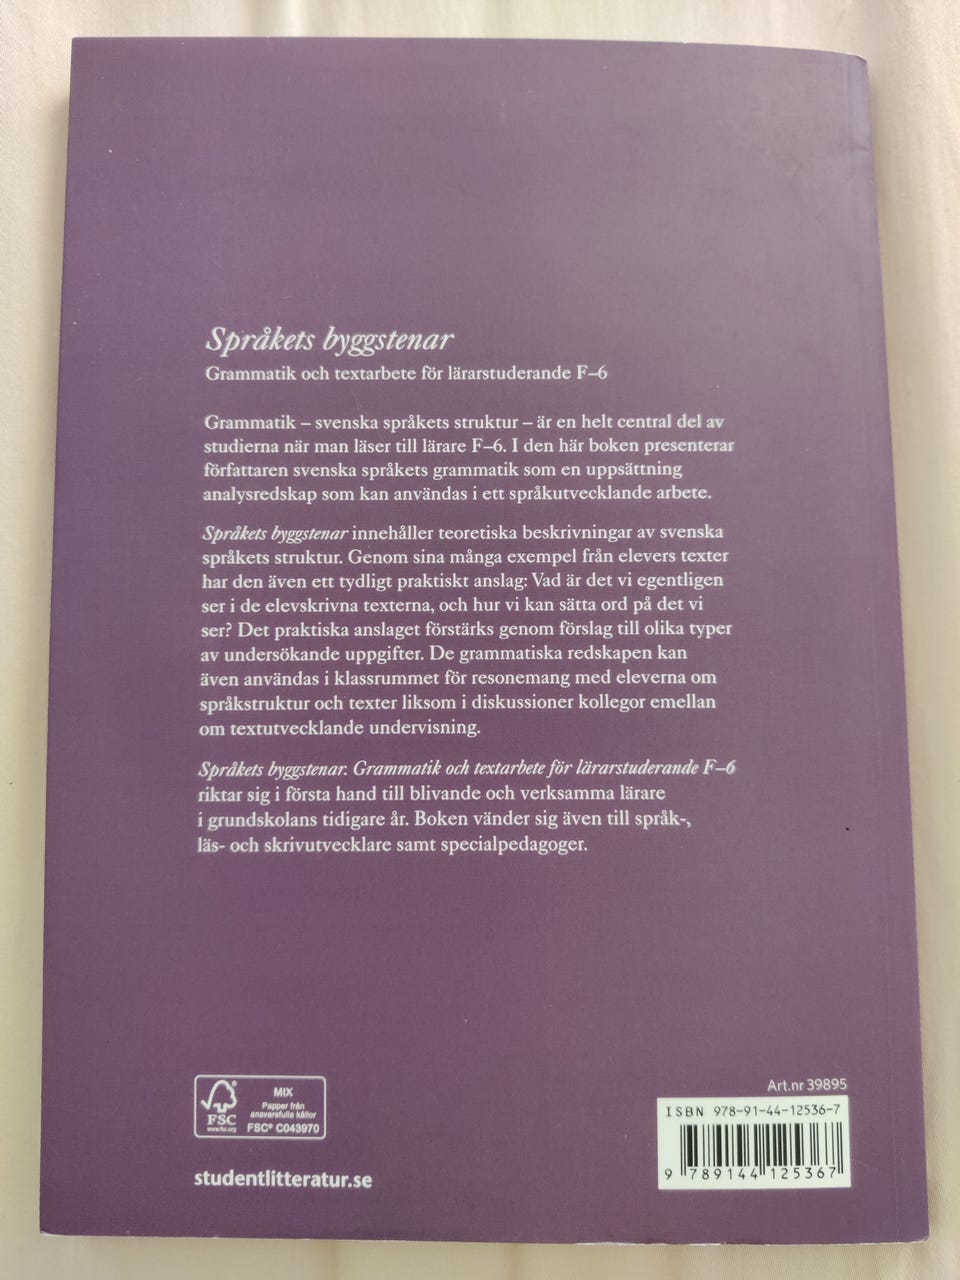 Språkets byggstenar
Grammatik och textarbete för lärarstuderande F–6
Grammatik – svenska språkets struktur – är en helt central del av
studierna när man läser till lärare F–6. I den här boken presenterar
författaren svenska språkets grammatik som en uppsättning
analysredskap som kan användas i ett språkutvecklande arbete.
Språkets byggstenar innehåller teoretiska beskrivningar av svenska
språkets struktur. Genom sina många exempel från elevers texter
har den även ett tydligt praktiskt anslag: Vad är det vi egentligen
ser i de elevskrivna texterna, och hur vi kan sätta ord på det vi
ser? Det praktiska anslaget förstärks genom förslag till olika typer
av undersökande uppgifter. De grammatiska redskapen kan
även användas i klassrummet för resonemang med eleverna om
språkstruktur och texter liksom i diskussioner kollegor emellan
om textutvecklande undervisning.
Språkets byggstenar. Grammatik och textarbete för lärarstuderande F–6
riktar sig i första hand till blivande och verksamma lärare
i grundskolans tidigare år. Boken vänder sig även till språk-,
läs- och skrivutvecklare samt specialpedagoger.
FSC
www.fsc.org
MIX
Papper från
ansvarsfulla källor
FSC® C043970
studentlitteratur.se
Art.nr 39895
ISBN 978-91-44-12536-7
9 789144 125367